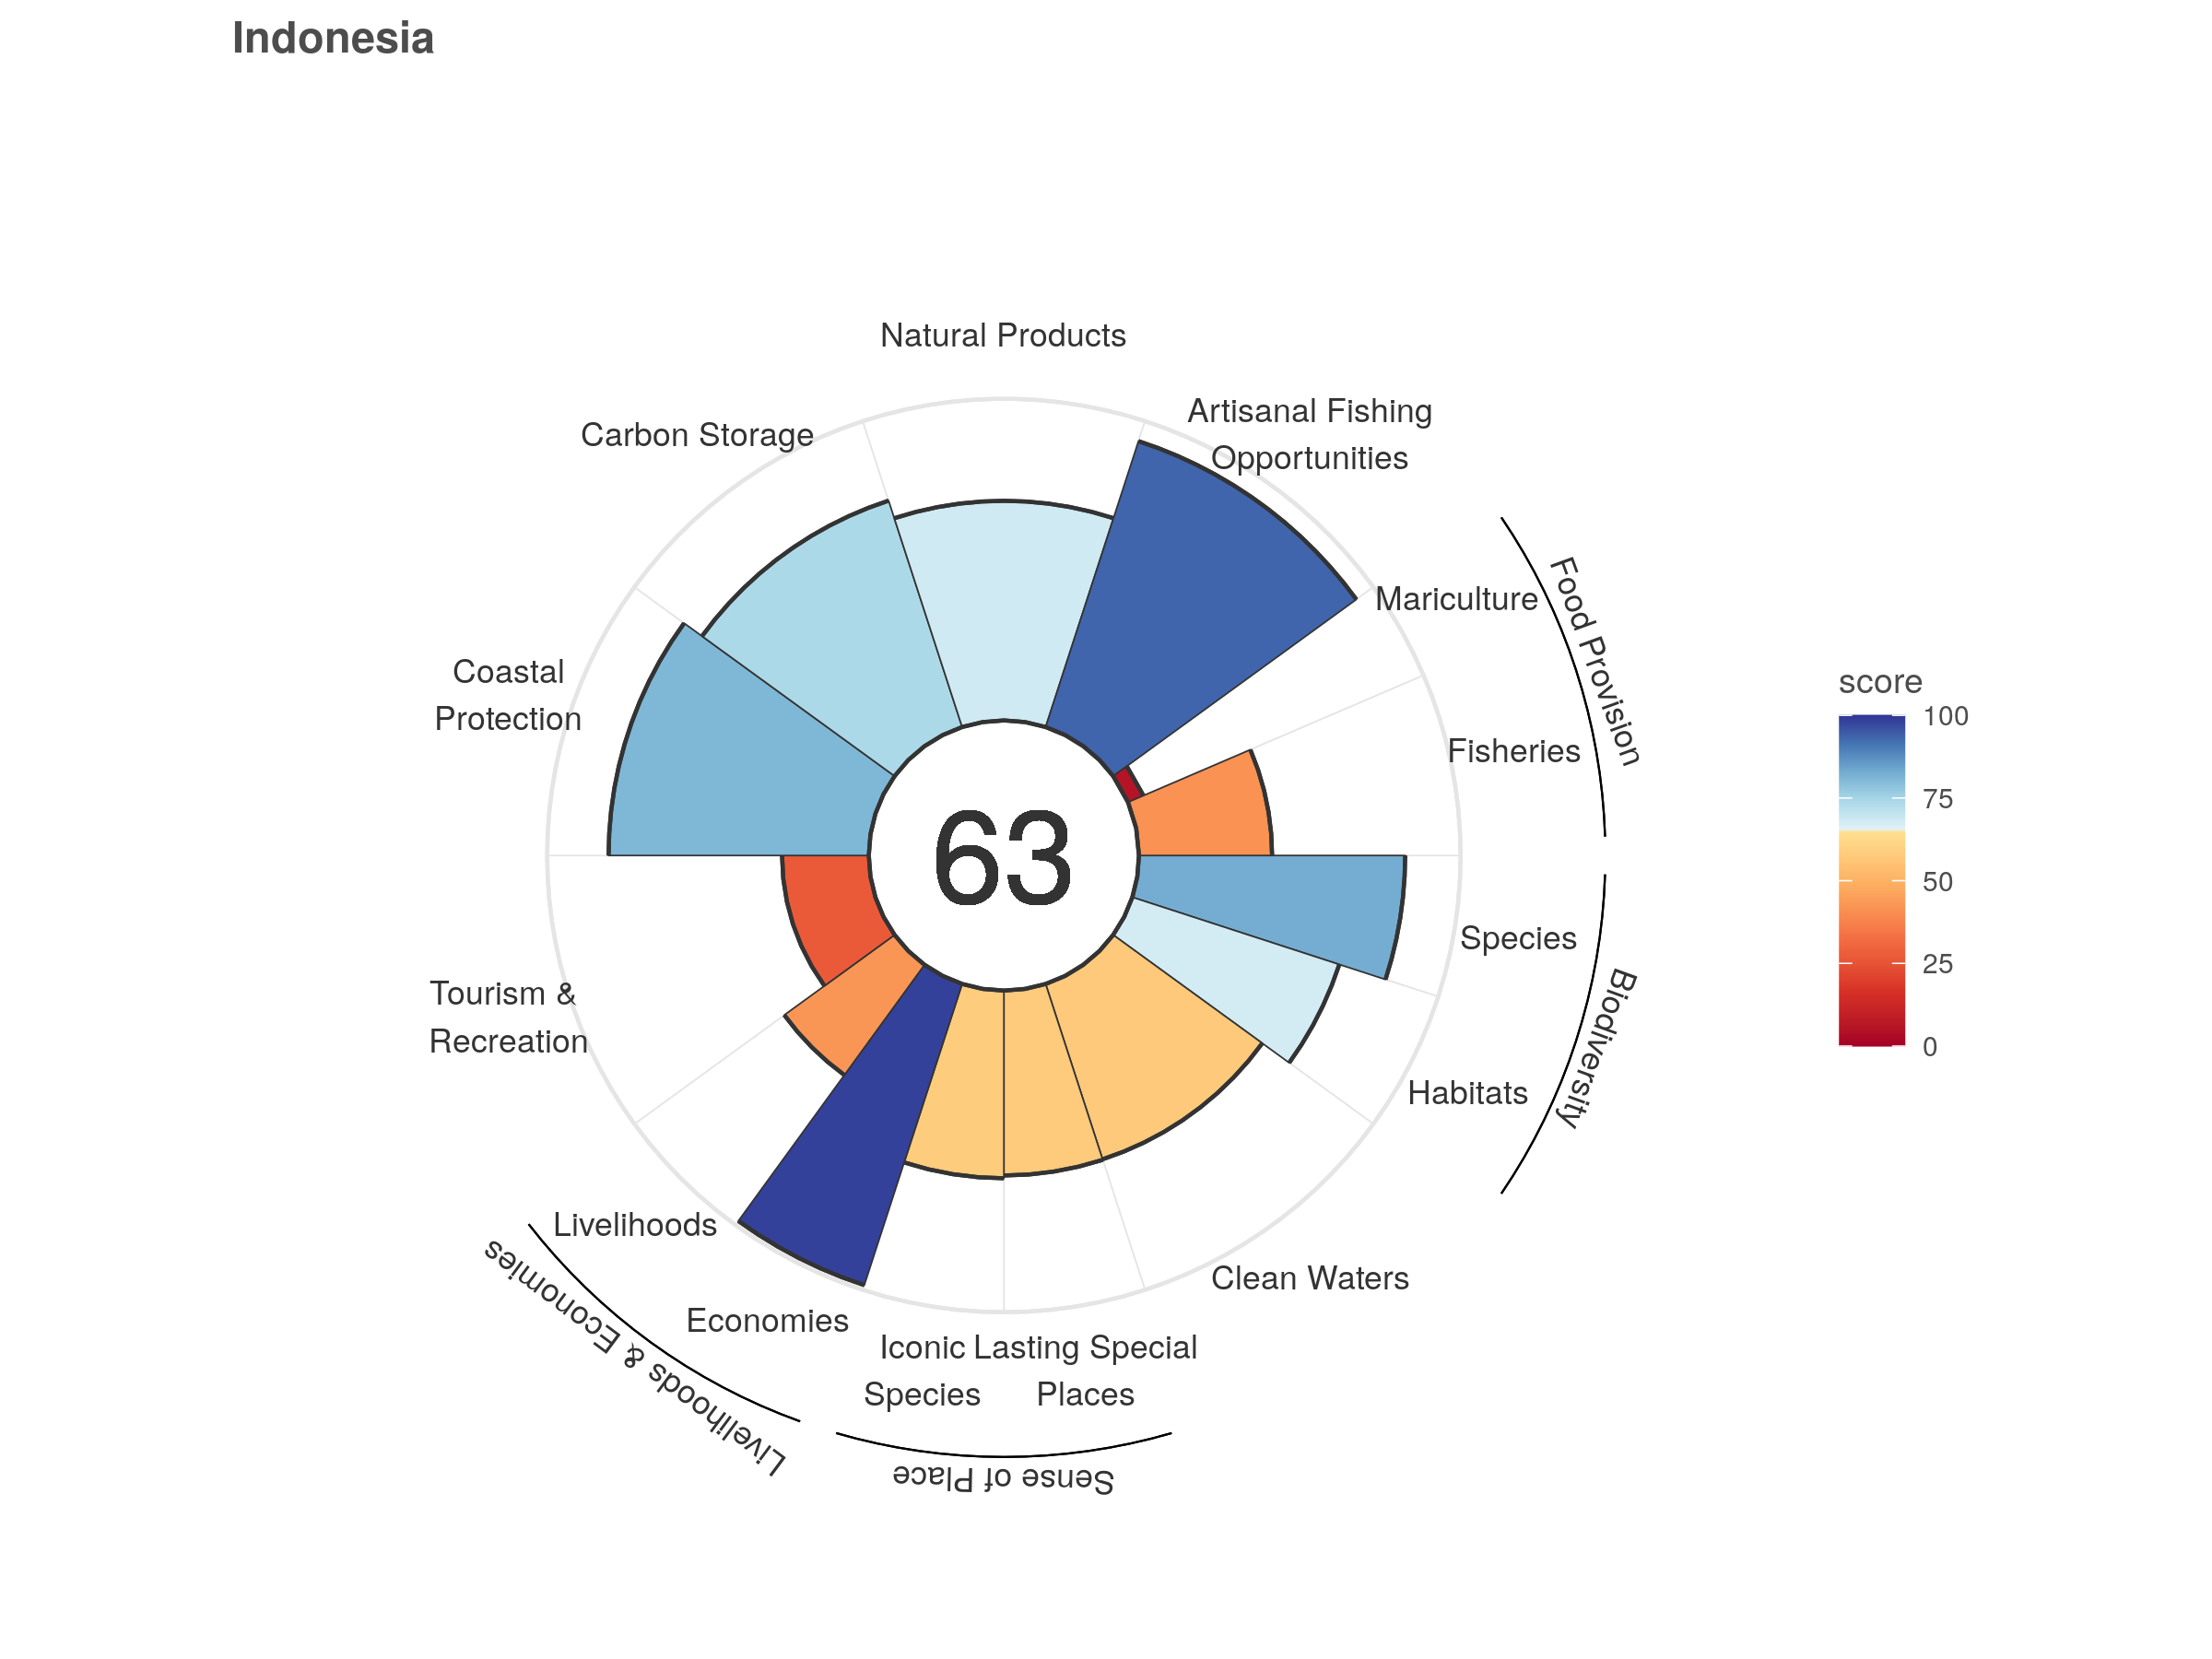 Indonesia
Natural Products
Artisanal Fishing
Opportunities
Carbon Storage
Mariculture
Food Provision
Coastal
Protection
Fisheries
Species
Biodiversity
Habitats
Tourism &
Recreation
Livelihoods
Economies
Livelihoods & Economies
Clean Waters
Iconic
Species
Lasting Special
Places
Sense of Place
63
score
100
75
50
25
0